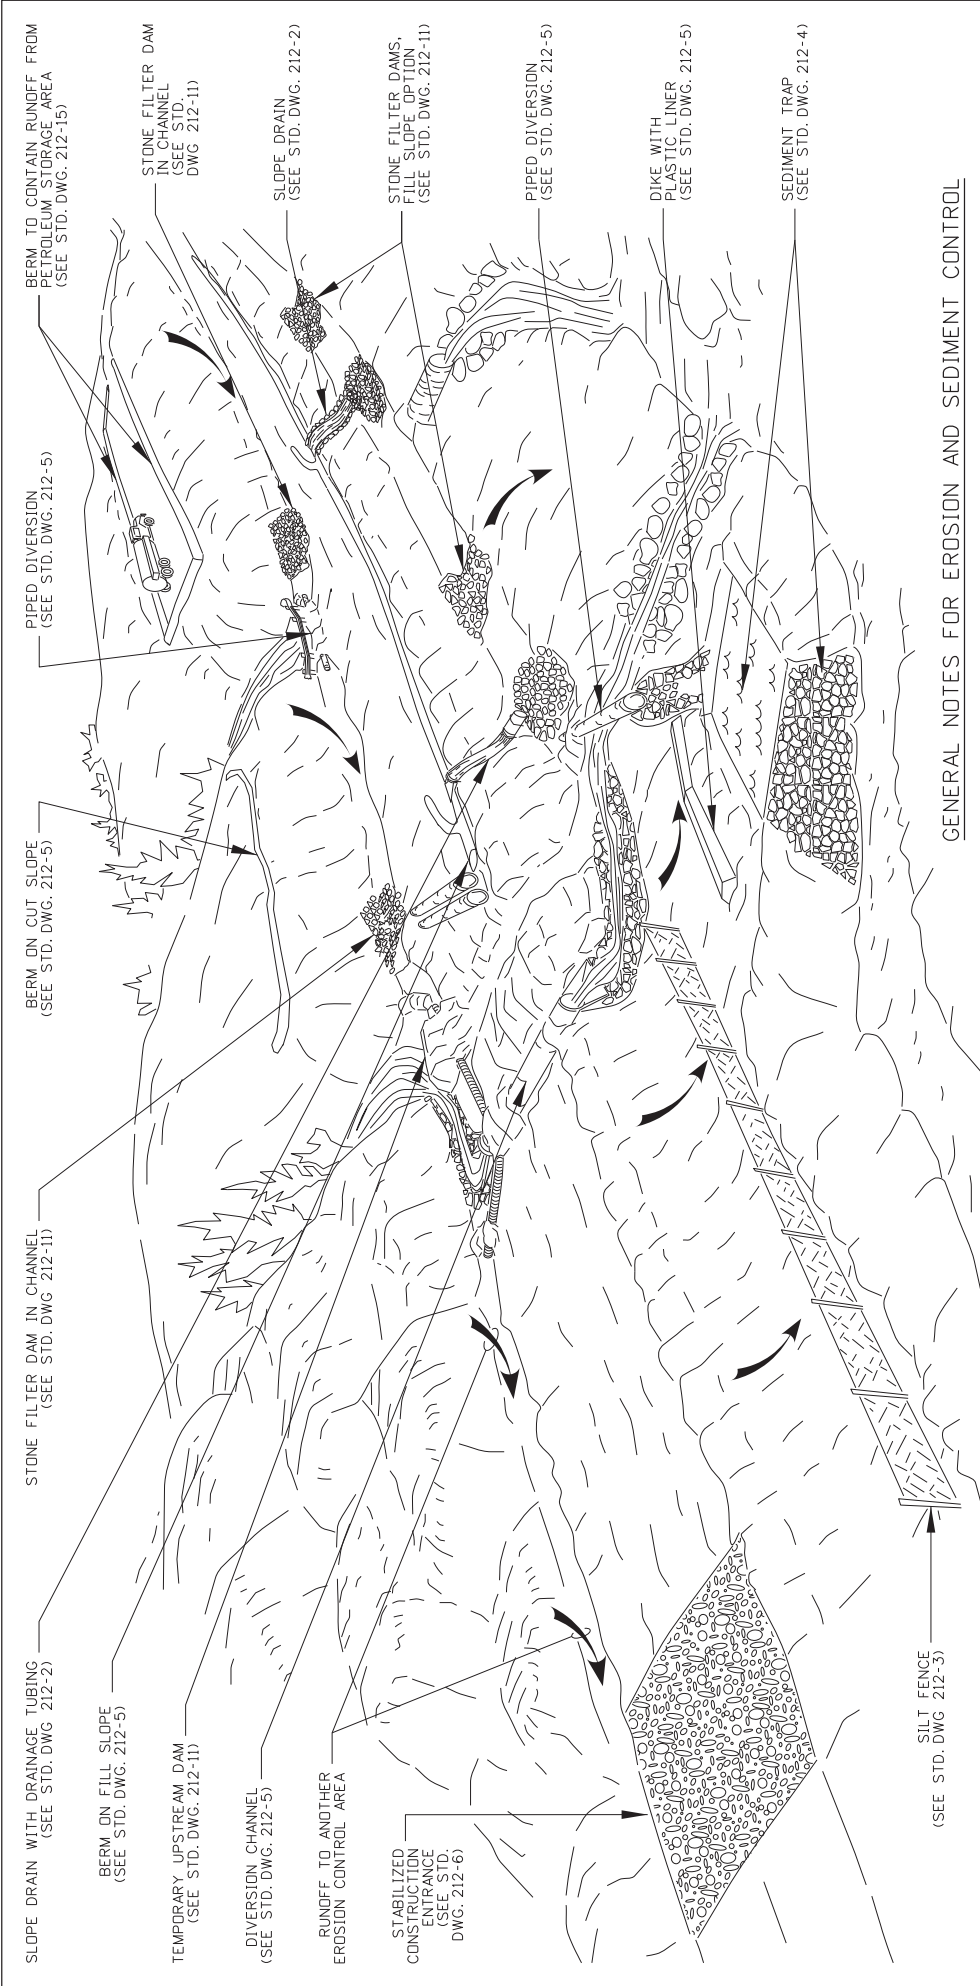 SLOPE DRAIN WITH DRAINAGE TUBING
(SEE STD. DWG 212-2)
STONE FILTER DAM IN CHANNEL
(SEE STD. DWG 212-11)
BERM ON CUT SLOPE
(SEE STD. DWG. 212-5)
PIPED DIVERSION
(SEE STD. DWG. 212-5)
BERM TO CONTAIN RUNOFF FROM
PETROLEUM STORAGE AREA
(SEE STD. DWG. 212-15)
BERM ON FILL SLOPE
(SEE STD. DWG. 212-5)
STONE FILTER DAM
IN CHANNEL
(SEE STD.
DWG 212-11)
TEMPORARY UPSTREAM DAM
(SEE STD. DWG. 212-11)
SLOPE DRAIN
(SEE STD. DWG. 212-2)
DIVERSION CHANNEL
(SEE STD. DWG. 212-5)
STONE FILTER DAMS,
FILL SLOPE OPTION
(SEE STD. DWG. 212-11)
RUNOFF TO ANOTHER
EROSION CONTROL AREA
PIPED DIVERSION
(SEE STD. DWG. 212-5)
STABILIZED
CONSTRUCTION
ENTRANCE
(SEE STD.
DWG. 212-6)
DIKE WITH
PLASTIC LINER
(SEE STD. DWG. 212-5)
SEDIMENT TRAP
(SEE STD. DWG. 212-4)
SILT FENCE
(SEE STD. DWG 212-3)
GENERAL NOTES FOR EROSION AND SEDIMENT CONTROL